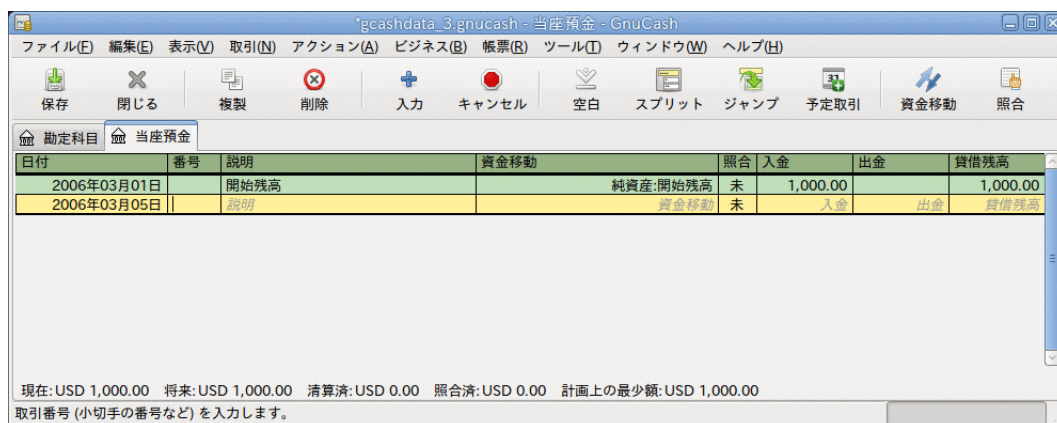 *gcashdata_3.gnucash - 当座預金 - GnuCash
ファイル(F) 編集(E) 表示(V) 取引(N) アクション(A) ビジネス(B) 帳票(R) ツール(T) ウィンドウ(W) ヘルプ(H)
保存 閉じる 複製 削除 入力 キャンセル 空白 スプリット ジャンプ 予定取引 資金移動 照合
勘定科目 当座預金
日付 番号 説明 資金移動 照合 入金 出金 貸借残高
2006年03月01日 開始残高 純資産:開始残高 未 1,000.00 1,000.00
2006年03月05日 説明 資金移動 未 入金 出金 貸借残高
現在: USD 1,000.00 将来: USD 1,000.00 清算済: USD 0.00 照合済: USD 0.00 計画上の最少額: USD 1,000.00
取引番号 (小切手の番号など) を入力します。